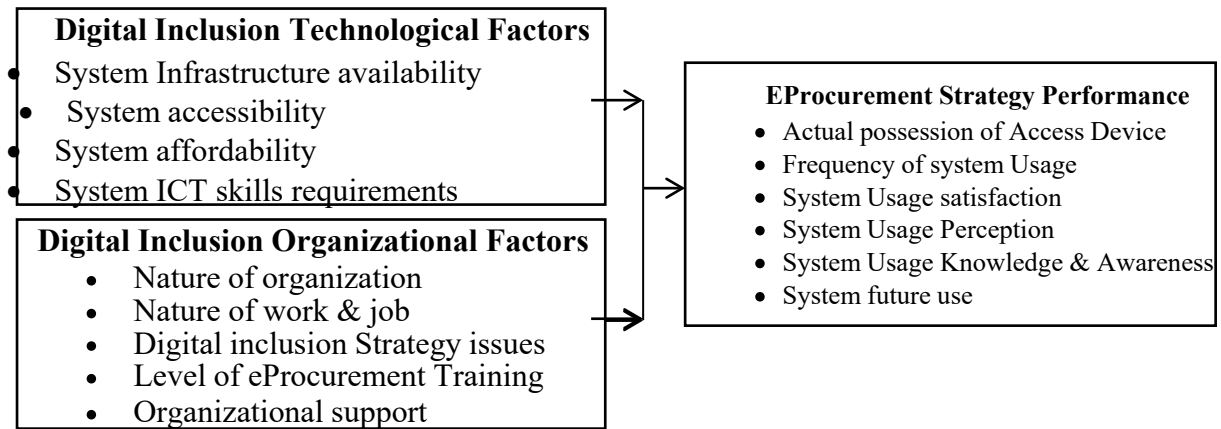 Digital Inclusion Technological Factors
• System Infrastructure availability
• System accessibility
• System affordability
• System ICT skills requirements
Digital Inclusion Organizational Factors
• Nature of organization
• Nature of work & job
• Digital inclusion Strategy issues
• Level of eProcurement Training
• Organizational support
EProcurement Strategy Performance
• Actual possession of Access Device
• Frequency of system Usage
• System Usage satisfaction
• System Usage Perception
• System Usage Knowledge & Awareness
• System future use